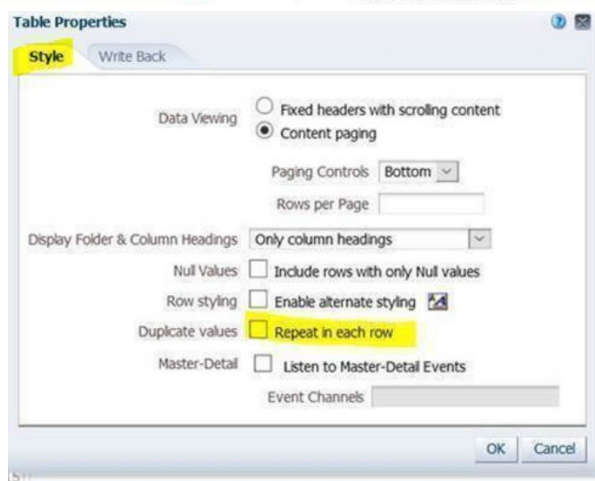 Table Properties
Style Write Back
Data Viewing Fixed headers with scrolling content
Content paging
Paging Controls Bottom
Rows per Page
Display Folder & Column Headings Only column headings
Null Values Include rows with only Null values
Row styling Enable alternate styling
Duplicate values Repeat in each row
Master-Detail Listen to Master-Detail Events
Event Channels
OK Cancel